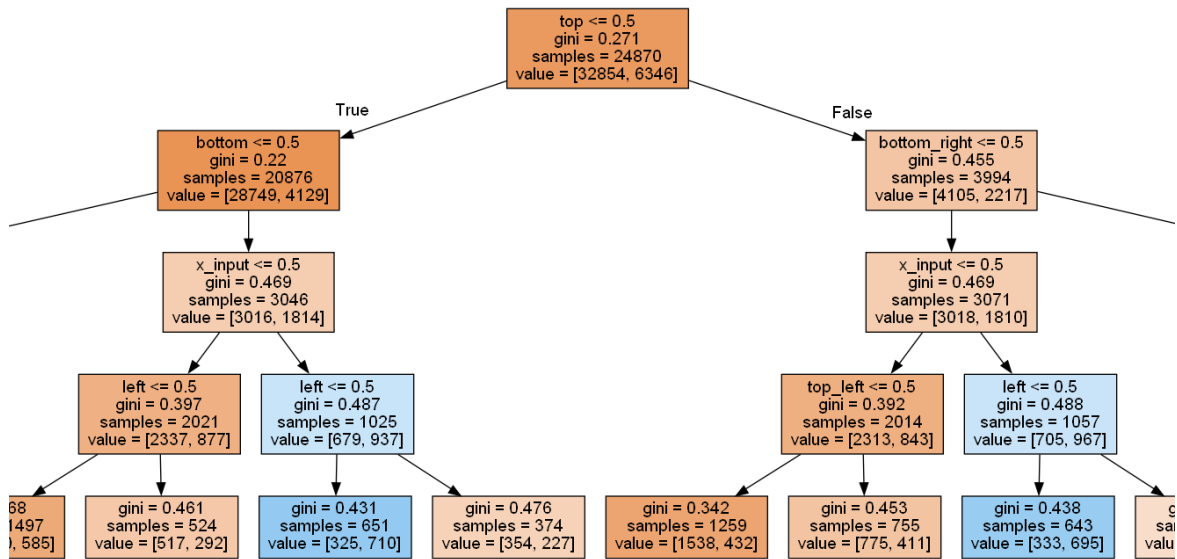 top <= 0.5
gini = 0.271
samples = 24870
value = [32854, 6346]
True
False
bottom <= 0.5
gini = 0.22
samples = 20876
value = [28749, 4129]
bottom_right <= 0.5
gini = 0.455
samples = 3994
value = [4105, 2217]
x_input <= 0.5
gini = 0.469
samples = 3046
value = [3016, 1814]
x_input <= 0.5
gini = 0.469
samples = 3071
value = [3018, 1810]
left <= 0.5
gini = 0.397
samples = 2021
value = [2337, 877]
left <= 0.5
gini = 0.487
samples = 1025
value = [679, 937]
top_left <= 0.5
gini = 0.392
samples = 2014
value = [2313, 843]
left <= 0.5
gini = 0.488
samples = 1057
value = [705, 967]
68
1497
, 585]
gini = 0.461
samples = 524
value = [517, 292]
gini = 0.431
samples = 651
value = [325, 710]
gini = 0.476
samples = 374
value = [354, 227]
gini = 0.342
samples = 1259
value = [1538, 432]
gini = 0.453
samples = 755
value = [775, 411]
gini = 0.438
samples = 643
value = [333, 695]